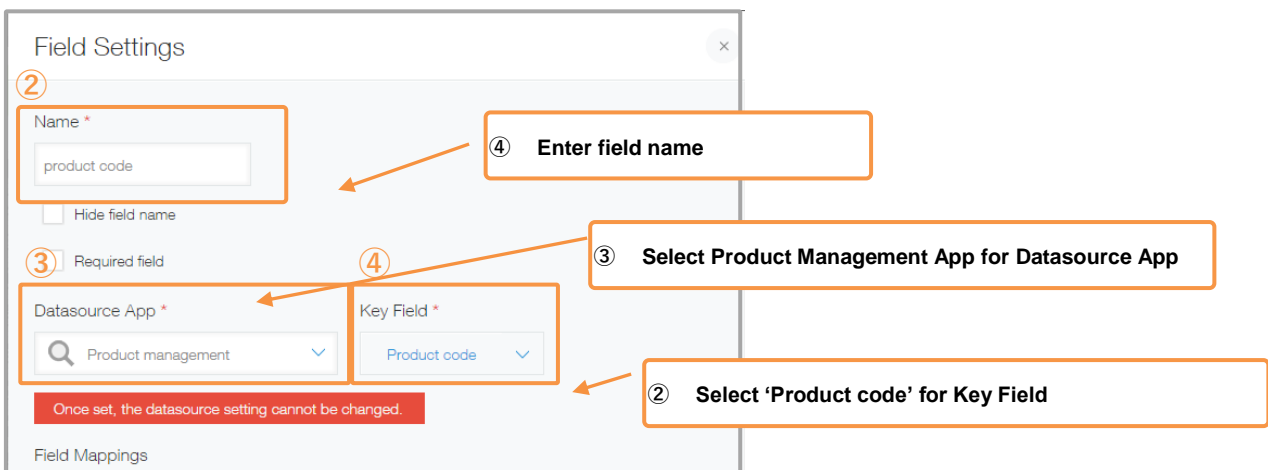 Field Settings
×
②
Name *
④ Enter field name
product code
Hide field name
③ Required field
④
③ Select Product Management App for Datasource App
Datasource App *
Key Field *
Product management
Product code
② Select ‘Product code’ for Key Field
Once set, the datasource setting cannot be changed.
Field Mappings